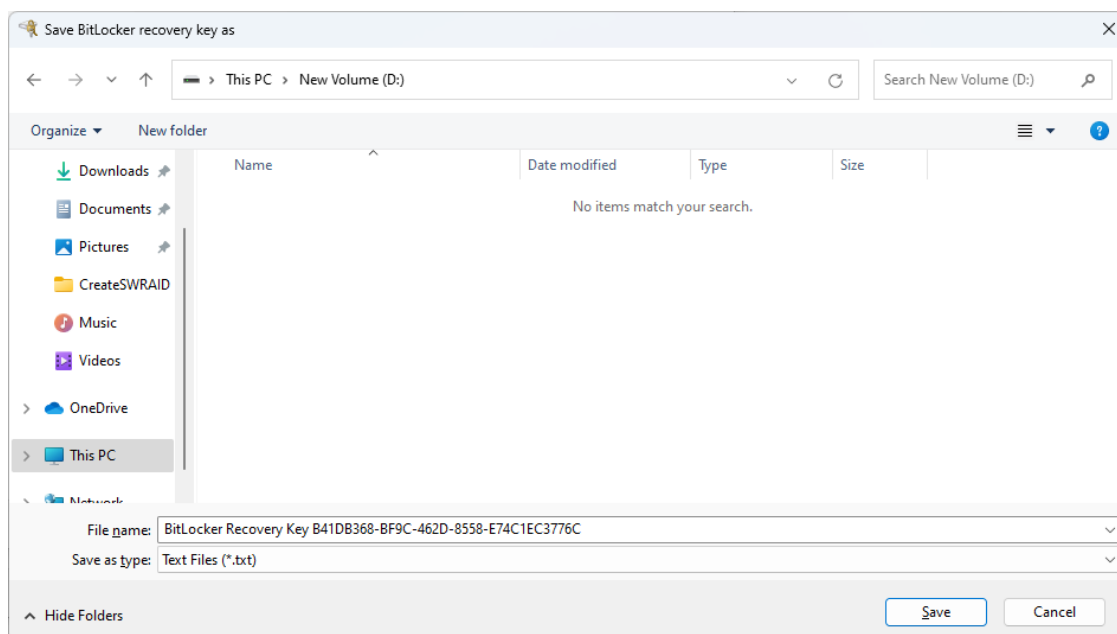 Save BitLocker recovery key as
This PC > New Volume (D:)
Search New Volume (D:)
Organize
New folder
Name
Date modified
Type
Size
No items match your search.
Downloads
Documents
Pictures
CreateSWRAID
Music
Videos
OneDrive
This PC
Network
File name: BitLocker Recovery Key B41DB368-BF9C-462D-8558-E74C1EC3776C
Save as type: Text Files (*.txt)
Hide Folders
Save
Cancel